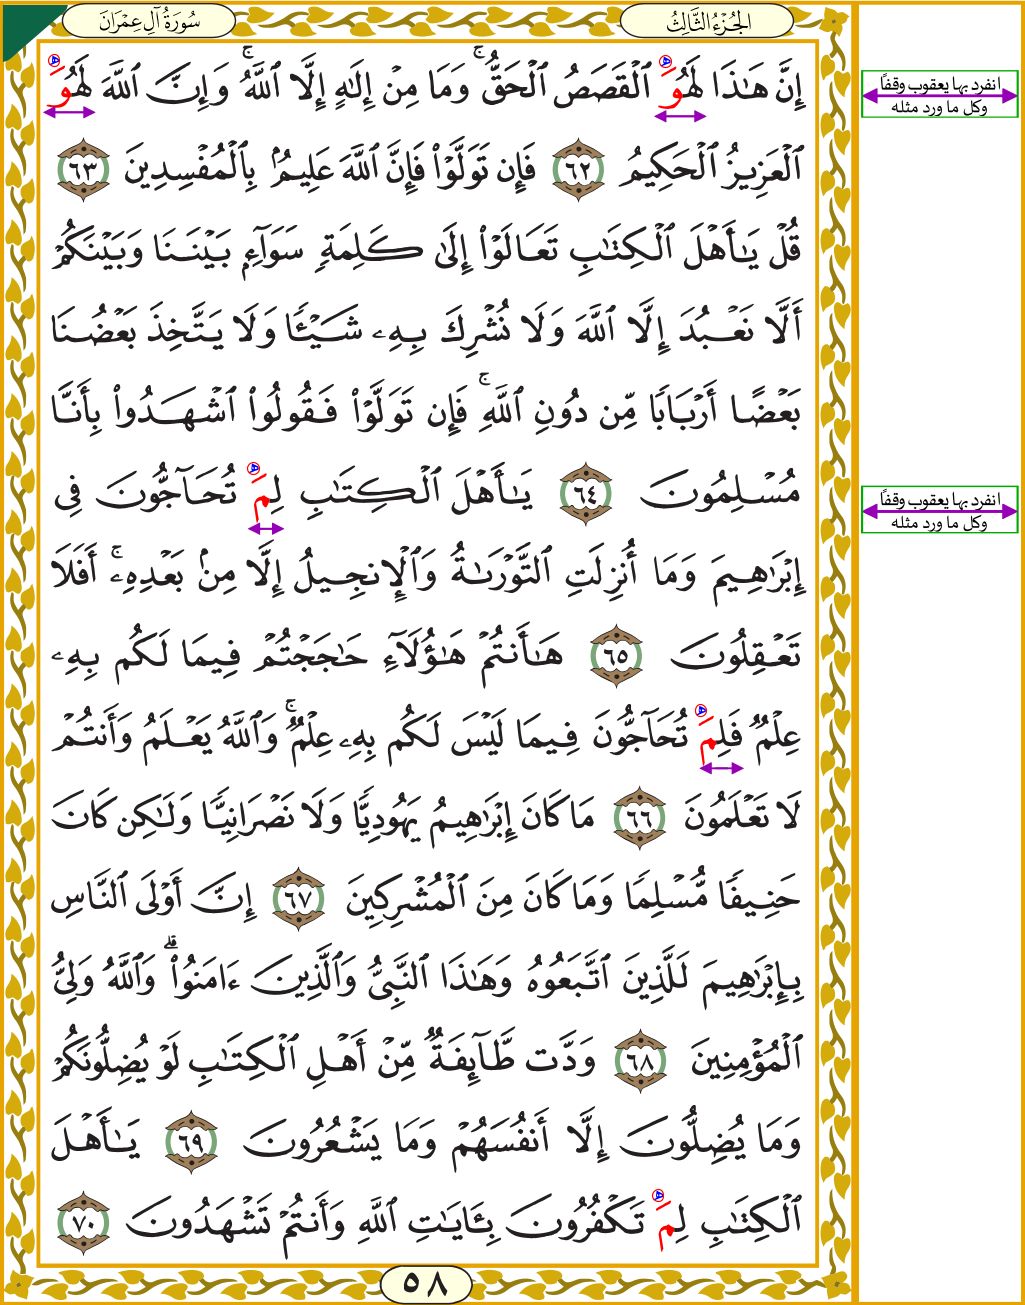 الجُزْءُ الثَّالِثُ
سُورَةُ آلِ عِمْرَانَ
إِنَّ هَٰذَا لَهُوَ ٱلْقَصَصُ ٱلْحَقُّ ۚ وَمَا مِنْ إِلَٰهٍ إِلَّا ٱللَّهُ ۚ وَإِنَّ ٱللَّهَ لَهُوَ
ٱلْعَزِيزُ ٱلْحَكِيمُ ٦٢ فَإِن تَوَلَّوْا۟ فَإِنَّ ٱللَّهَ عَلِيمٌۢ بِٱلْمُفْسِدِينَ ٦٣
قُلْ يَٰٓأَهْلَ ٱلْكِتَٰبِ تَعَالَوْا۟ إِلَىٰ كَلِمَةٍ سَوَآءٍۭ بَيْنَنَا وَبَيْنَكُمْ
أَلَّا نَعْبُدَ إِلَّا ٱللَّهَ وَلَا نُشْرِكَ بِهِۦ شَيْـًٔا وَلَا يَتَّخِذَ بَعْضُنَا
بَعْضًا أَرْبَابًا مِّن دُونِ ٱللَّهِ ۚ فَإِن تَوَلَّوْا۟ فَقُولُوا۟ ٱشْهَدُوا۟ بِأَنَّا
مُسْلِمُونَ ٦٤ يَٰٓأَهْلَ ٱلْكِتَٰبِ لِمَ تُحَآجُّونَ فِىٓ
إِبْرَٰهِيمَ وَمَآ أُنزِلَتِ ٱلتَّوْرَىٰةُ وَٱلْإِنجِيلُ إِلَّا مِنۢ بَعْدِهِۦٓ ۚ أَفَلَا
تَعْقِلُونَ ٦٥ هَٰٓأَنتُمْ هَٰٓؤُلَآءِ حَٰجَجْتُمْ فِيمَا لَكُم بِهِۦ
عِلْمٌ فَلِمَ تُحَآجُّونَ فِيمَا لَيْسَ لَكُم بِهِۦ عِلْمٌ ۚ وَٱللَّهُ يَعْلَمُ وَأَنتُمْ
لَا تَعْلَمُونَ ٦٦ مَا كَانَ إِبْرَٰهِيمُ يَهُودِيًّا وَلَا نَصْرَانِيًّا وَلَٰكِن كَانَ
حَنِيفًا مُّسْلِمًا وَمَا كَانَ مِنَ ٱلْمُشْرِكِينَ ٦٧ إِنَّ أَوْلَى ٱلنَّاسِ
بِإِبْرَٰهِيمَ لَلَّذِينَ ٱتَّبَعُوهُ وَهَٰذَا ٱلنَّبِىُّ وَٱلَّذِينَ ءَامَنُوا۟ ۗ وَٱللَّهُ وَلِىُّ
ٱلْمُؤْمِنِينَ ٦٨ وَدَّت طَّآئِفَةٌ مِّنْ أَهْلِ ٱلْكِتَٰبِ لَوْ يُضِلُّونَكُمْ
وَمَا يُضِلُّونَ إِلَّآ أَنفُسَهُمْ وَمَا يَشْعُرُونَ ٦٩ يَٰٓأَهْلَ
ٱلْكِتَٰبِ لِمَ تَكْفُرُونَ بِـَٔايَٰتِ ٱللَّهِ وَأَنتُمْ تَشْهَدُونَ ٧٠
٥٨
انفرد بها يعقوب وقفًا
وكل ما ورد مثله
انفرد بها يعقوب وقفًا
وكل ما ورد مثله